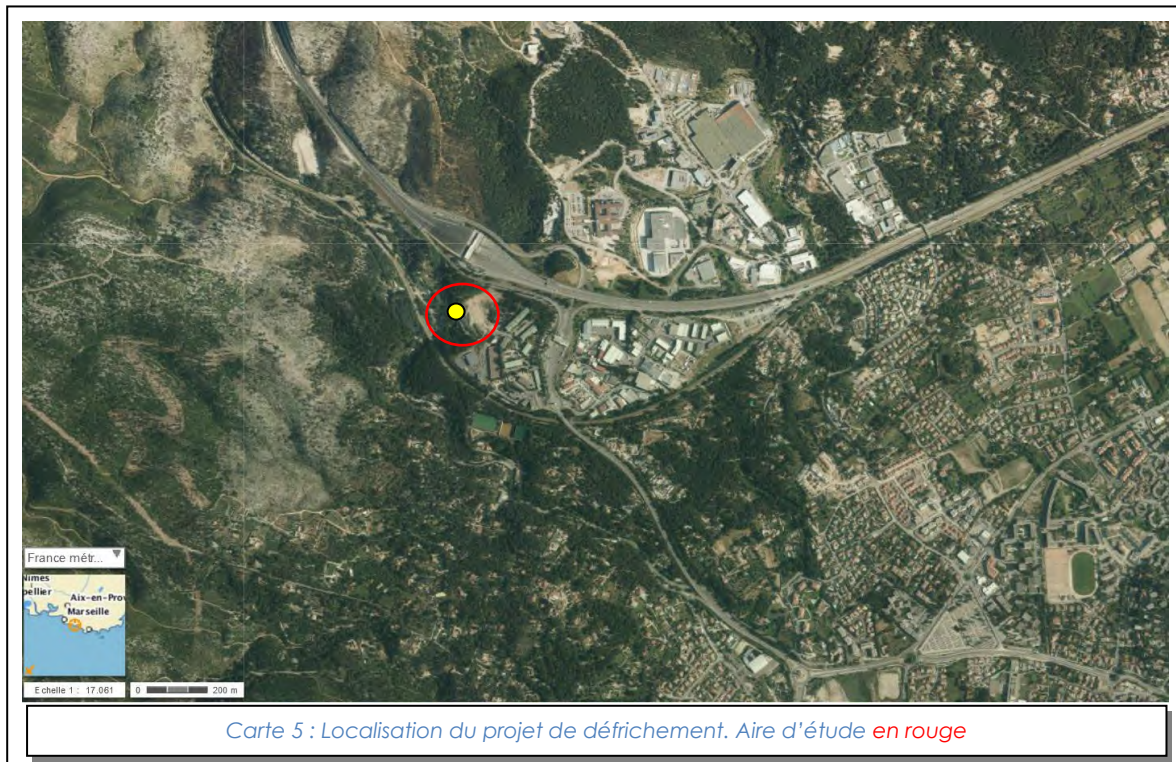 France métr...
Nimes
pellier
Aix-en-Prov
Marseille
Echelle 1 : 17.061
0
200 m
Carte 5 : Localisation du projet de défrichement. Aire d’étude en rouge